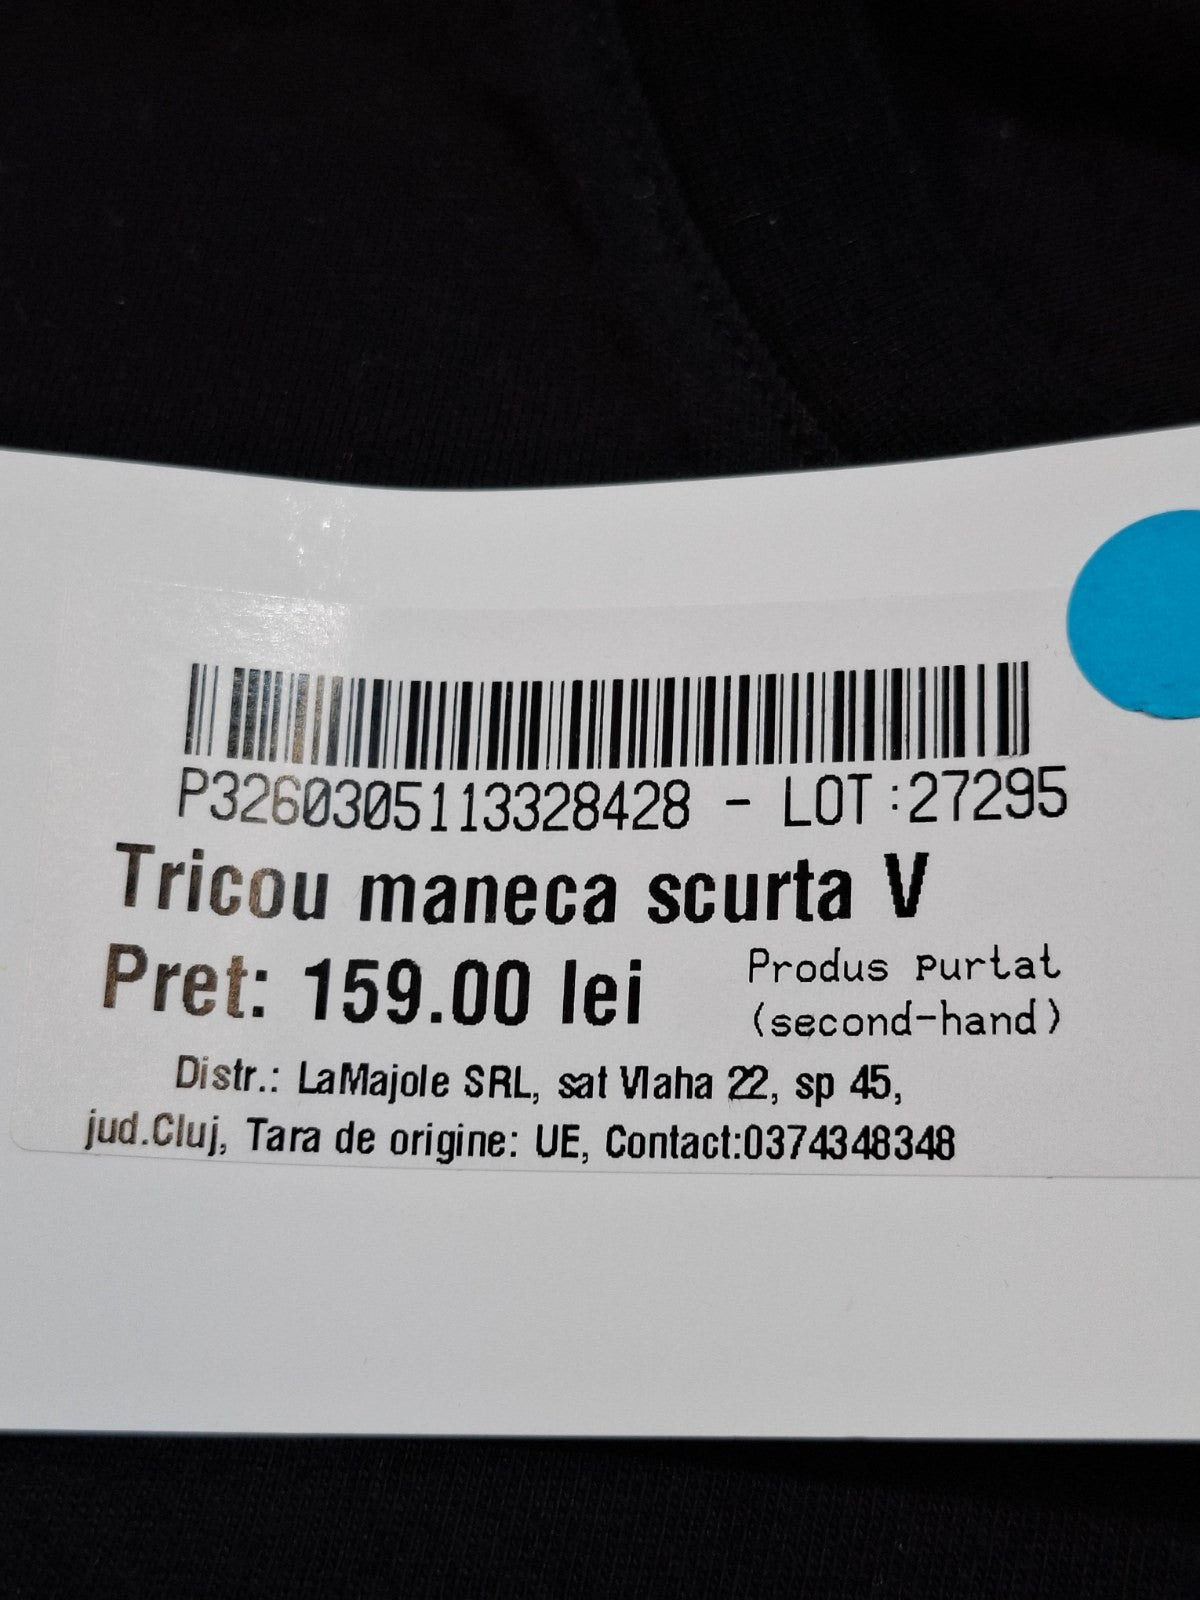 P3260305113328428 - LOT:27295
Tricou maneca scurta V
Pret: 159.00 lei
Produs purtat
(second-hand)
Distr.: LaMajole SRL, sat Vlaha 22, sp 45,
jud.Cluj, Tara de origine: UE, Contact:0374348348